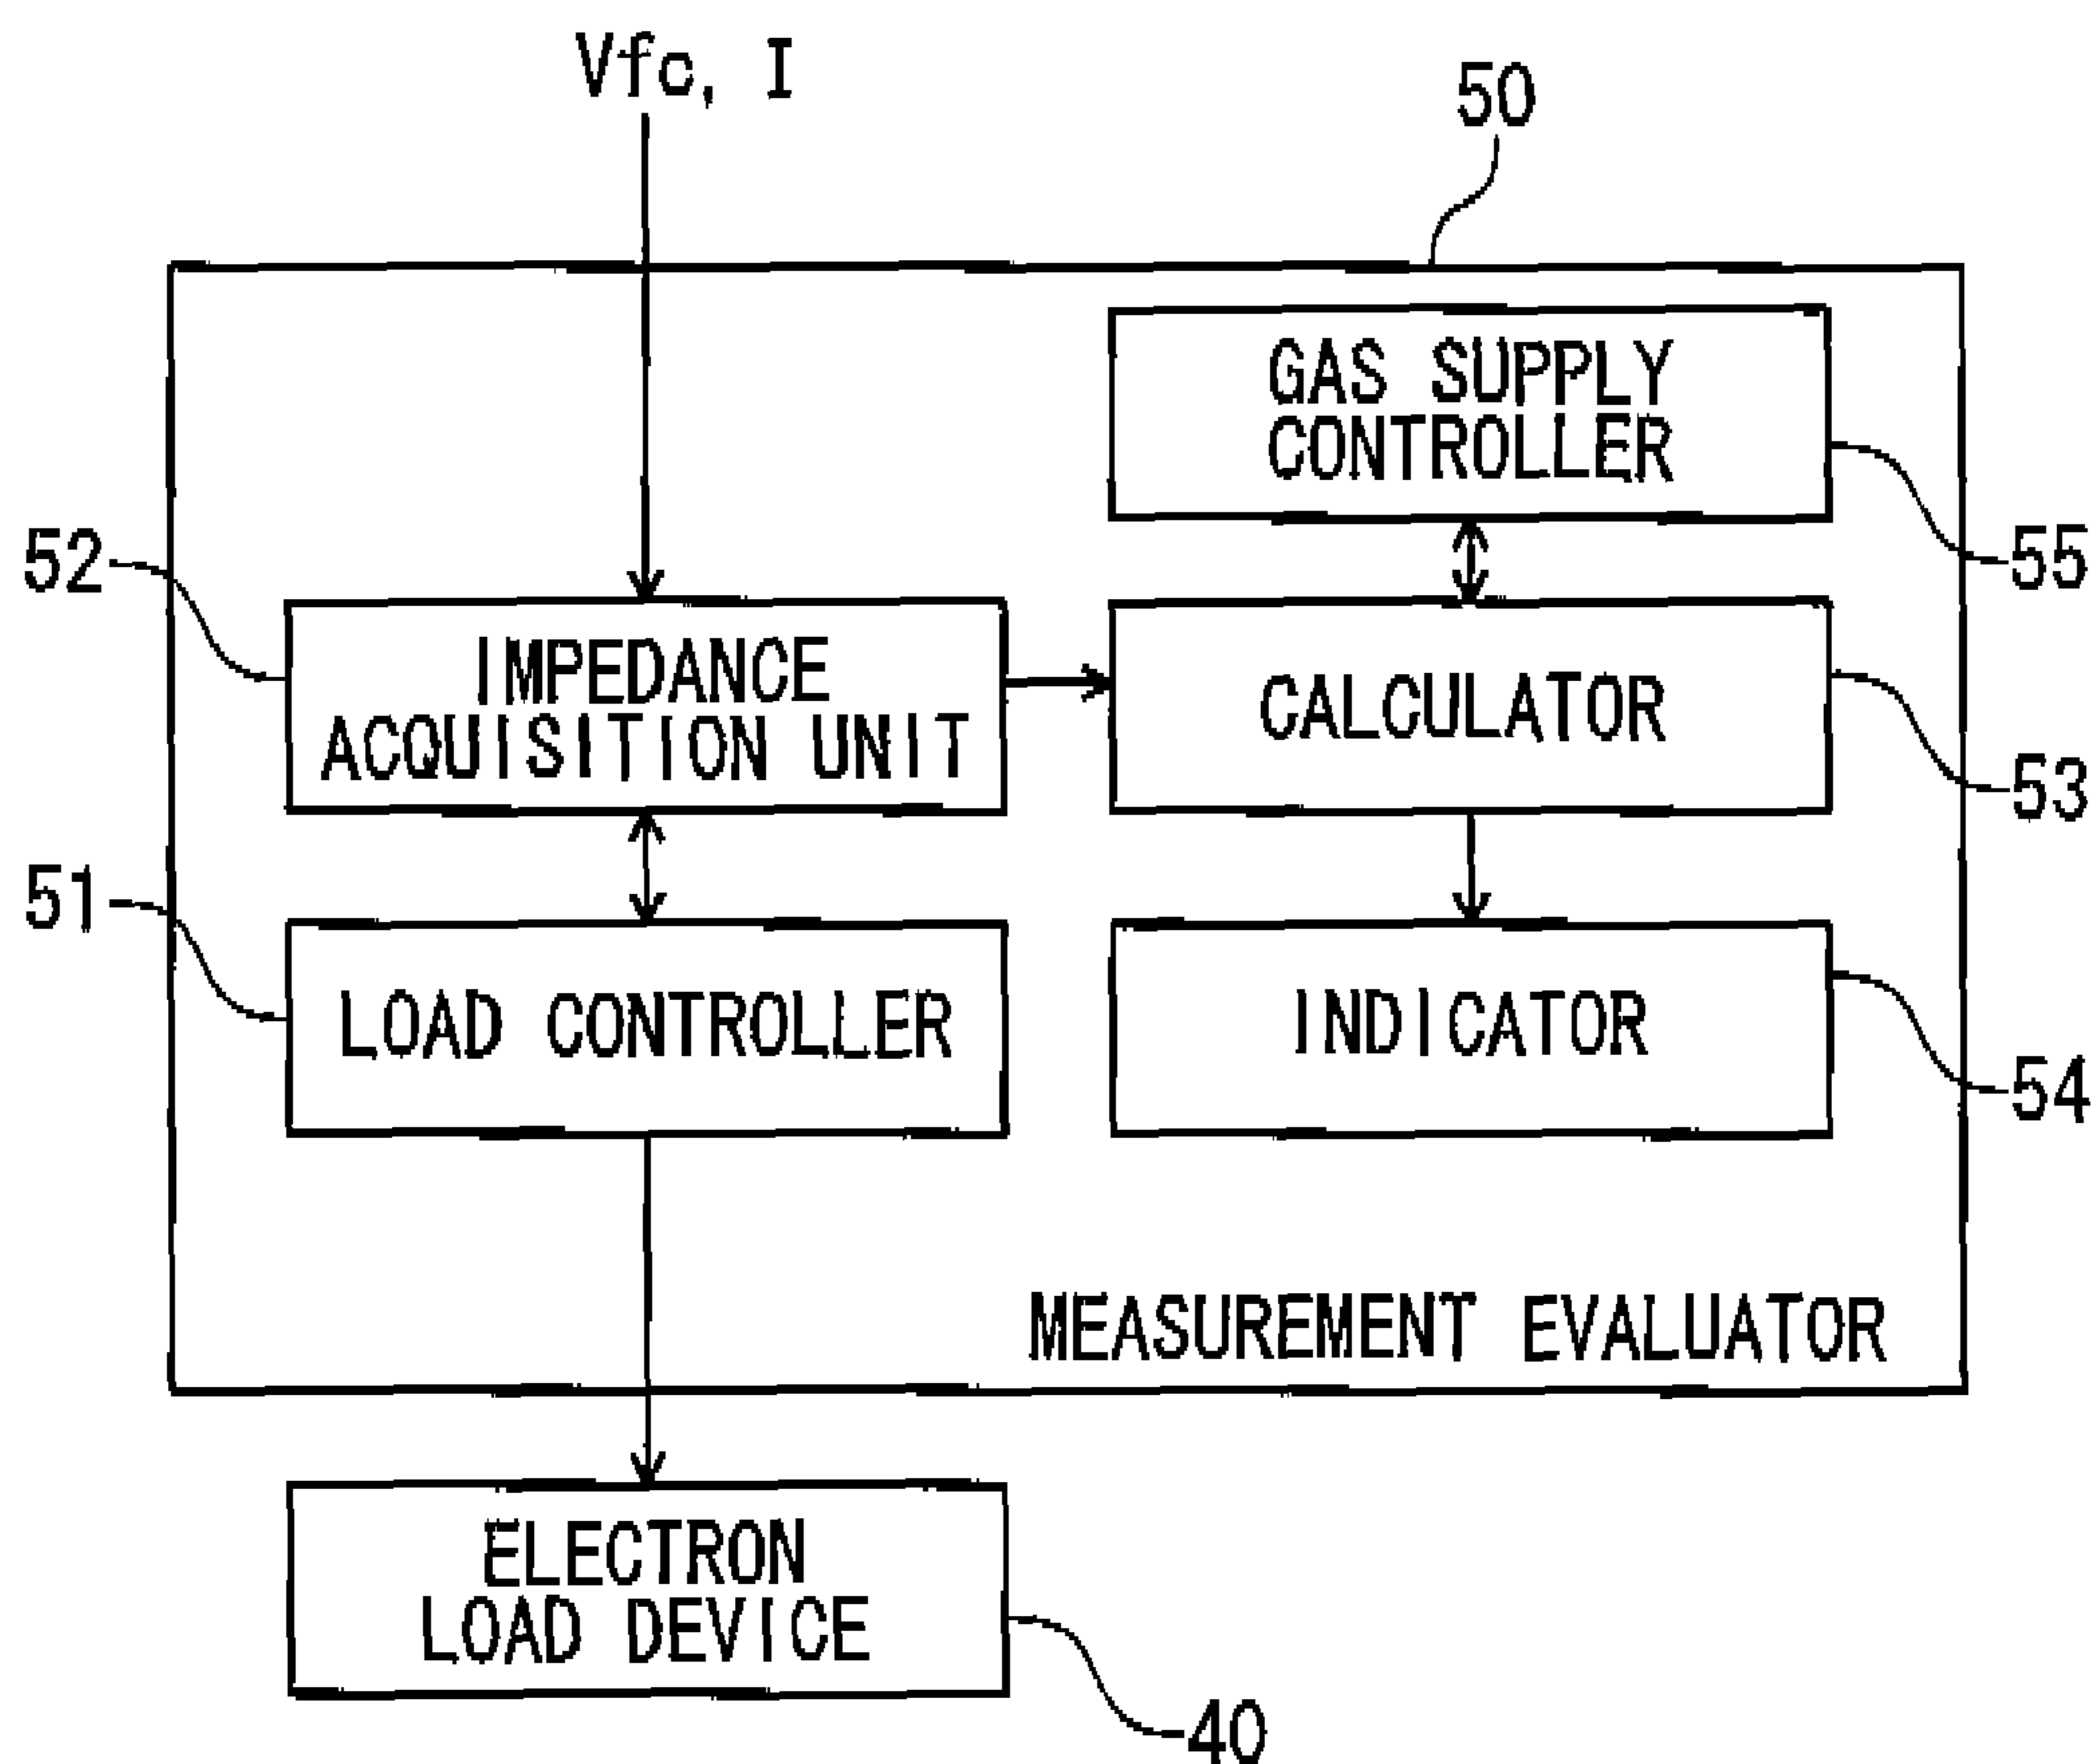 Vfc, I
50
GAS SUPPLY
CONTROLLER
52
55
IMPEDANCE
ACQUISITION UNIT
CALCULATOR
53
51
LOAD CONTROLLER
INDICATOR
54
MEASUREMENT EVALUATOR
ELECTRON
LOAD DEVICE
40